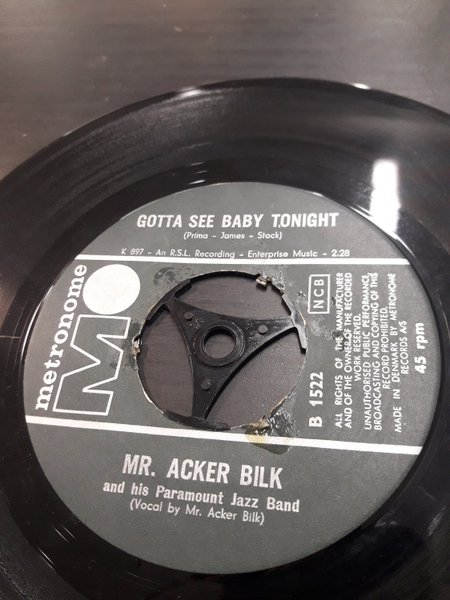 GOTTA SEE BABY TONIGHT
(Prima - James - Stock)
K 897 - An R.S.L. Recording - Enterprise Music - 2.28
metronome
M
NCB
B 1522
ALL RIGHTS OF THE MANUFACTURER
AND OF THE OWNER OF THE RECORDED
WORK RESERVED.
UNAUTHORISED PUBLIC PERFORMANCE,
BROADCASTING AND COPYING OF THIS
RECORD PROHIBITED.
MADE IN DENMARK BY METRONOME
RECORDS A/S
45 rpm
MR. ACKER BILK
and his Paramount Jazz Band
(Vocal by Mr. Acker Bilk)